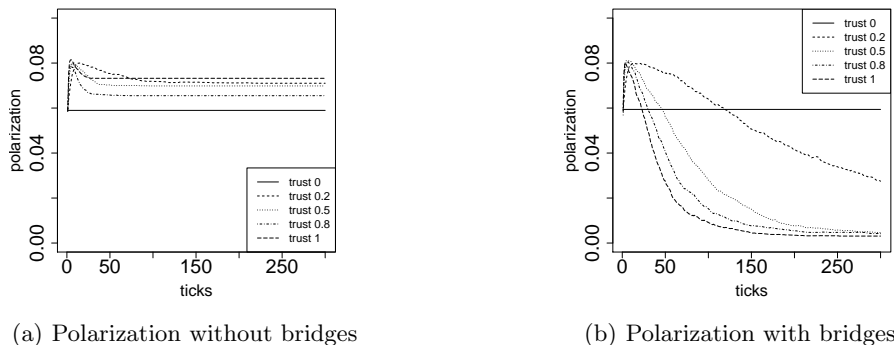 polarization
0.00
0.04
0.08
trust 0
trust 0.2
trust 0.5
trust 0.8
trust 1
0
50
150
250
ticks
(a) Polarization without bridges
polarization
0.00
0.04
0.08
trust 0
trust 0.2
trust 0.5
trust 0.8
trust 1
0
50
150
250
ticks
(b) Polarization with bridges